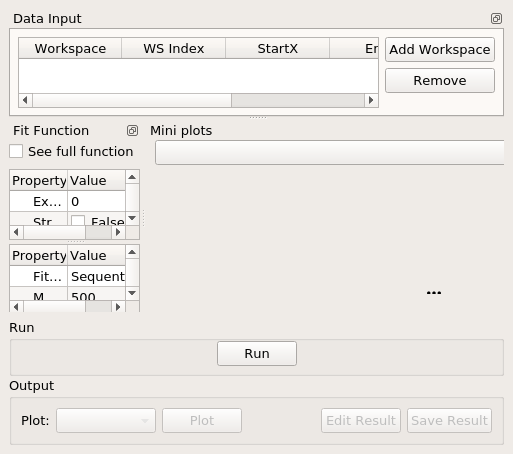 Data Input
Workspace WS Index StartX Er
Add Workspace
Remove
Fit Function
Mini plots
See full function
Property Value
Ex... 0
Str False
Property Value
Fit... Sequent
M 500
...
Run
Run
Output
Plot:
Plot
Edit Result
Save Result